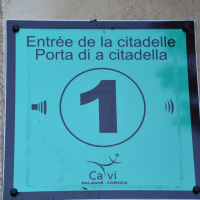 Entrée de la citadelle
Porta di a citadella
1
Calvi
BALAGNE - CORSICA